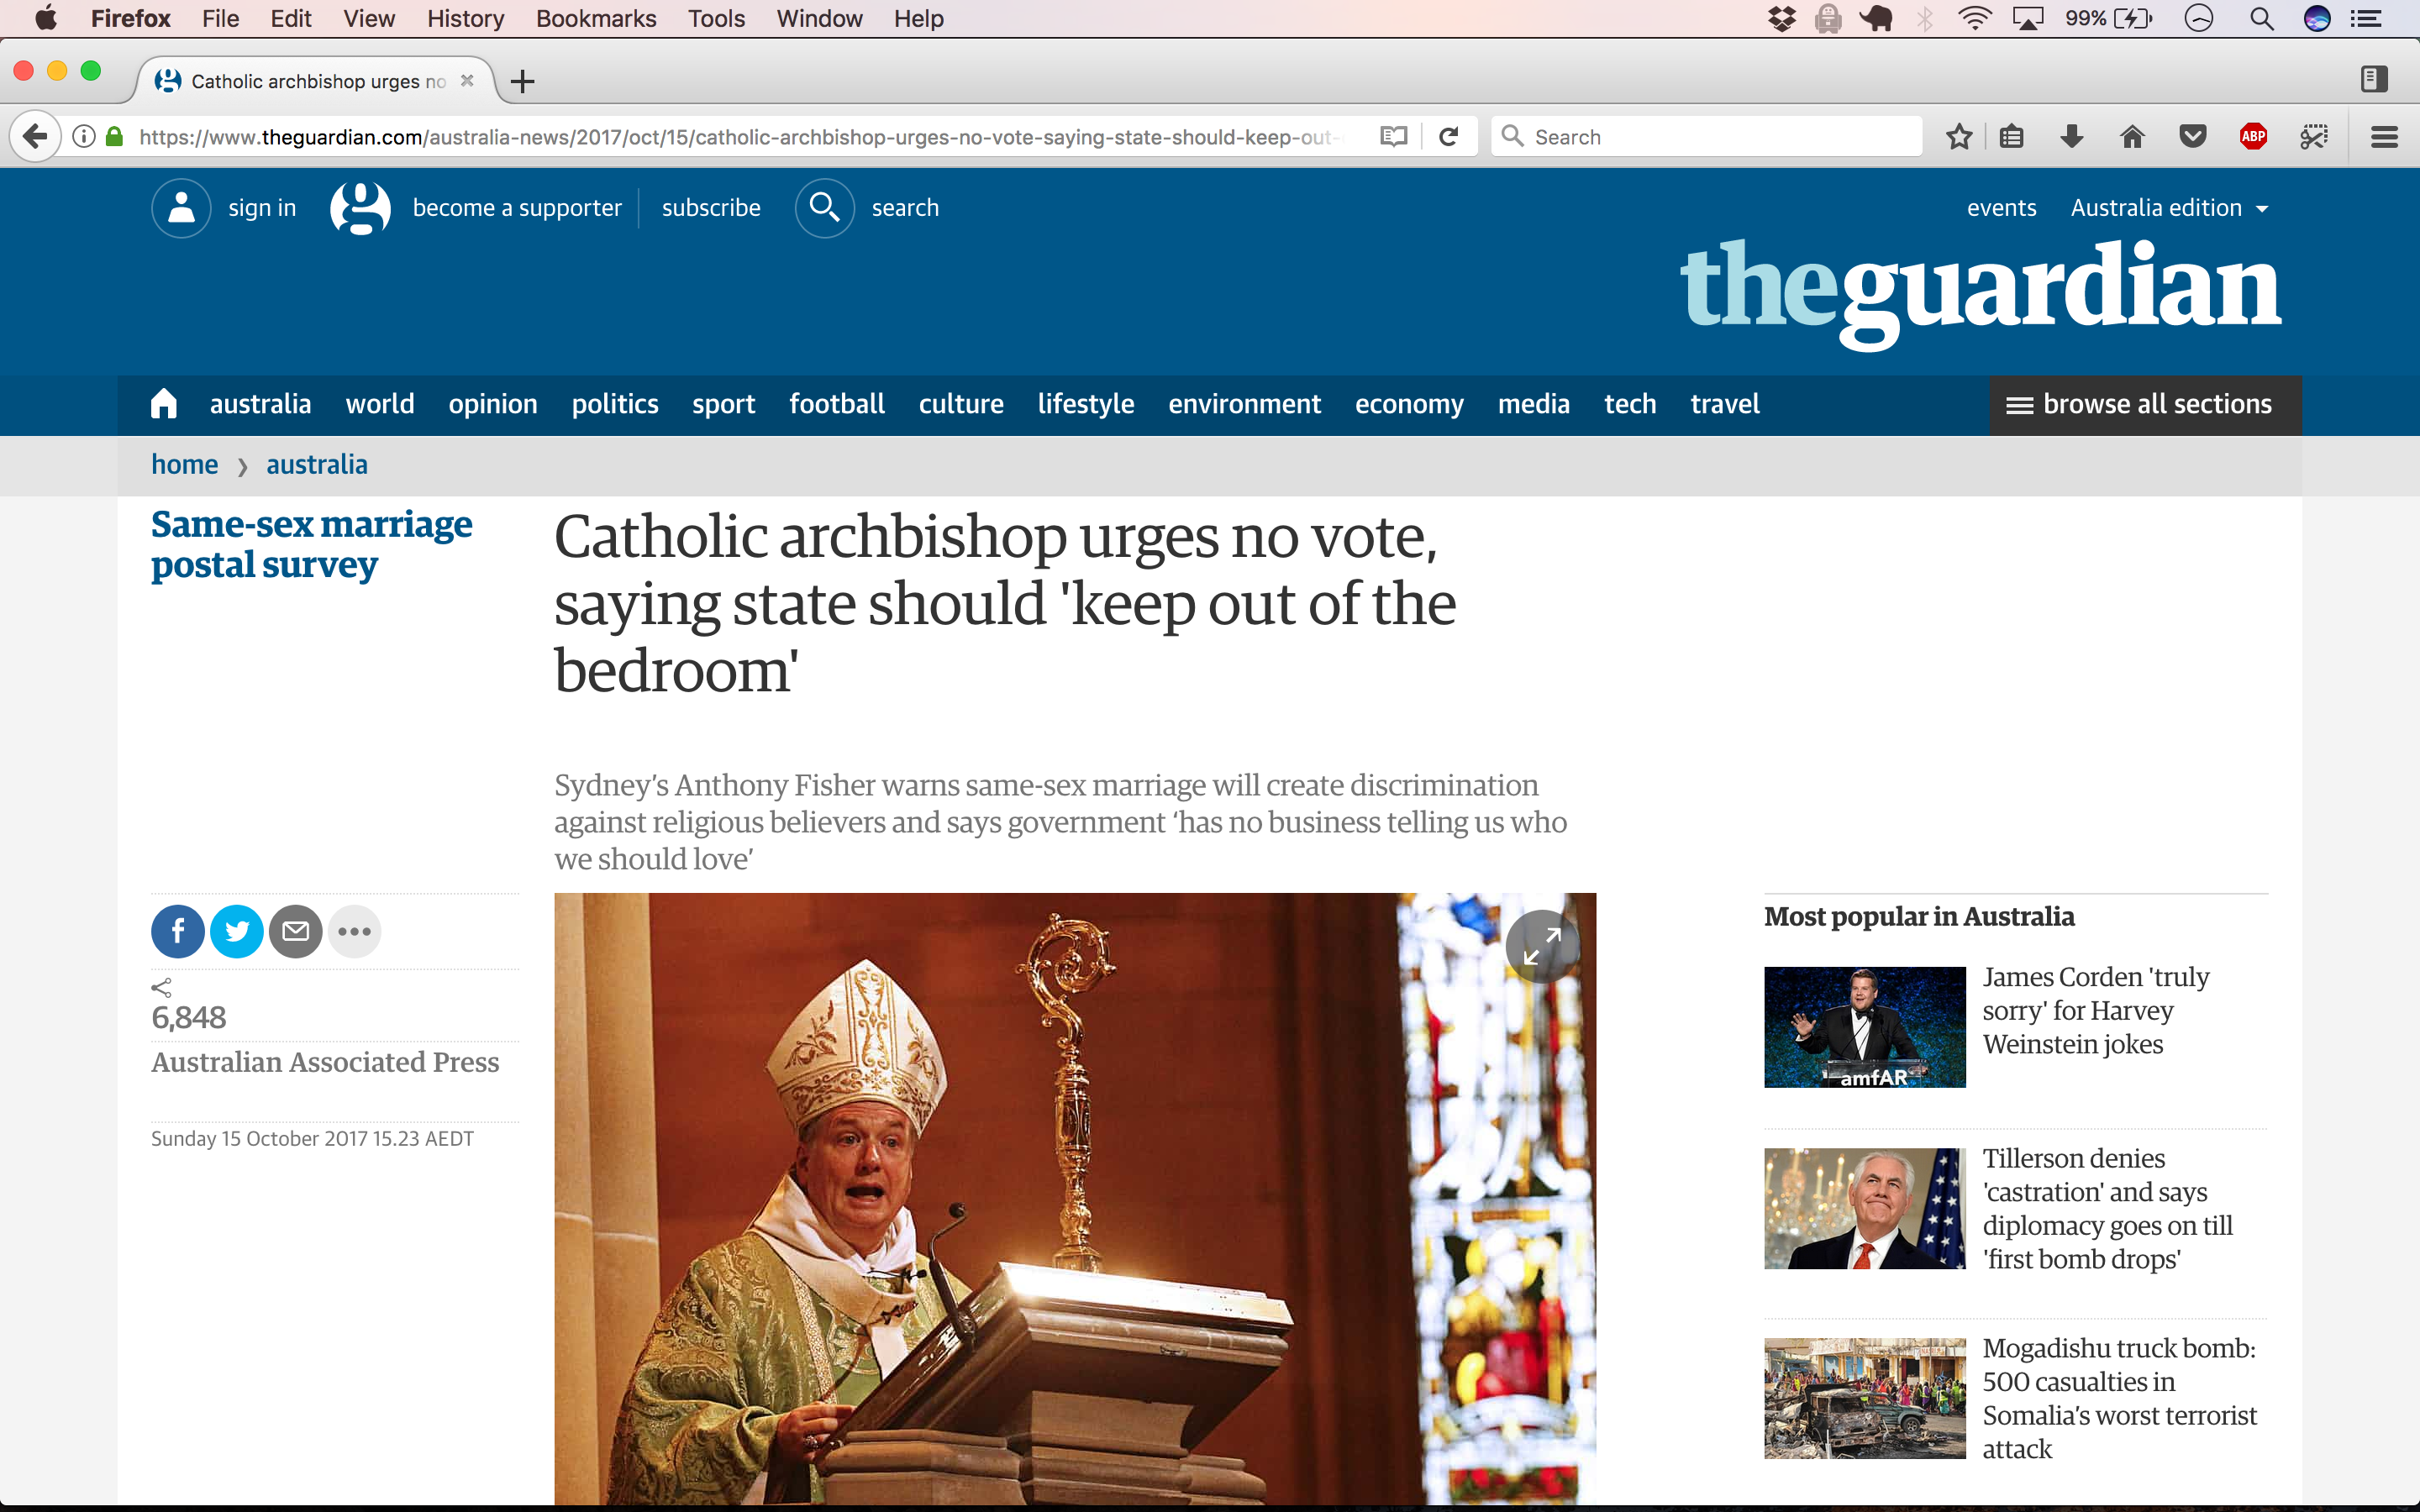 Firefox File Edit View History Bookmarks Tools Window Help 99%
Catholic archbishop urges no
https://www.theguardian.com/australia-news/2017/oct/15/catholic-archbishop-urges-no-vote-saying-state-should-keep-out- Search ABP
sign in become a supporter subscribe search events Australia edition
theguardian
australia world opinion politics sport football culture lifestyle environment economy media tech travel browse all sections
home australia
Same-sex marriage
postal survey
Catholic archbishop urges no vote,
saying state should 'keep out of the
bedroom'
Sydney’s Anthony Fisher warns same-sex marriage will create discrimination
against religious believers and says government ‘has no business telling us who
we should love’
6,848
Australian Associated Press
Sunday 15 October 2017 15.23 AEDT
Most popular in Australia
amfAR
James Corden 'truly
sorry' for Harvey
Weinstein jokes
Tillerson denies
'castration' and says
diplomacy goes on till
'first bomb drops'
Mogadishu truck bomb:
500 casualties in
Somalia’s worst terrorist
attack